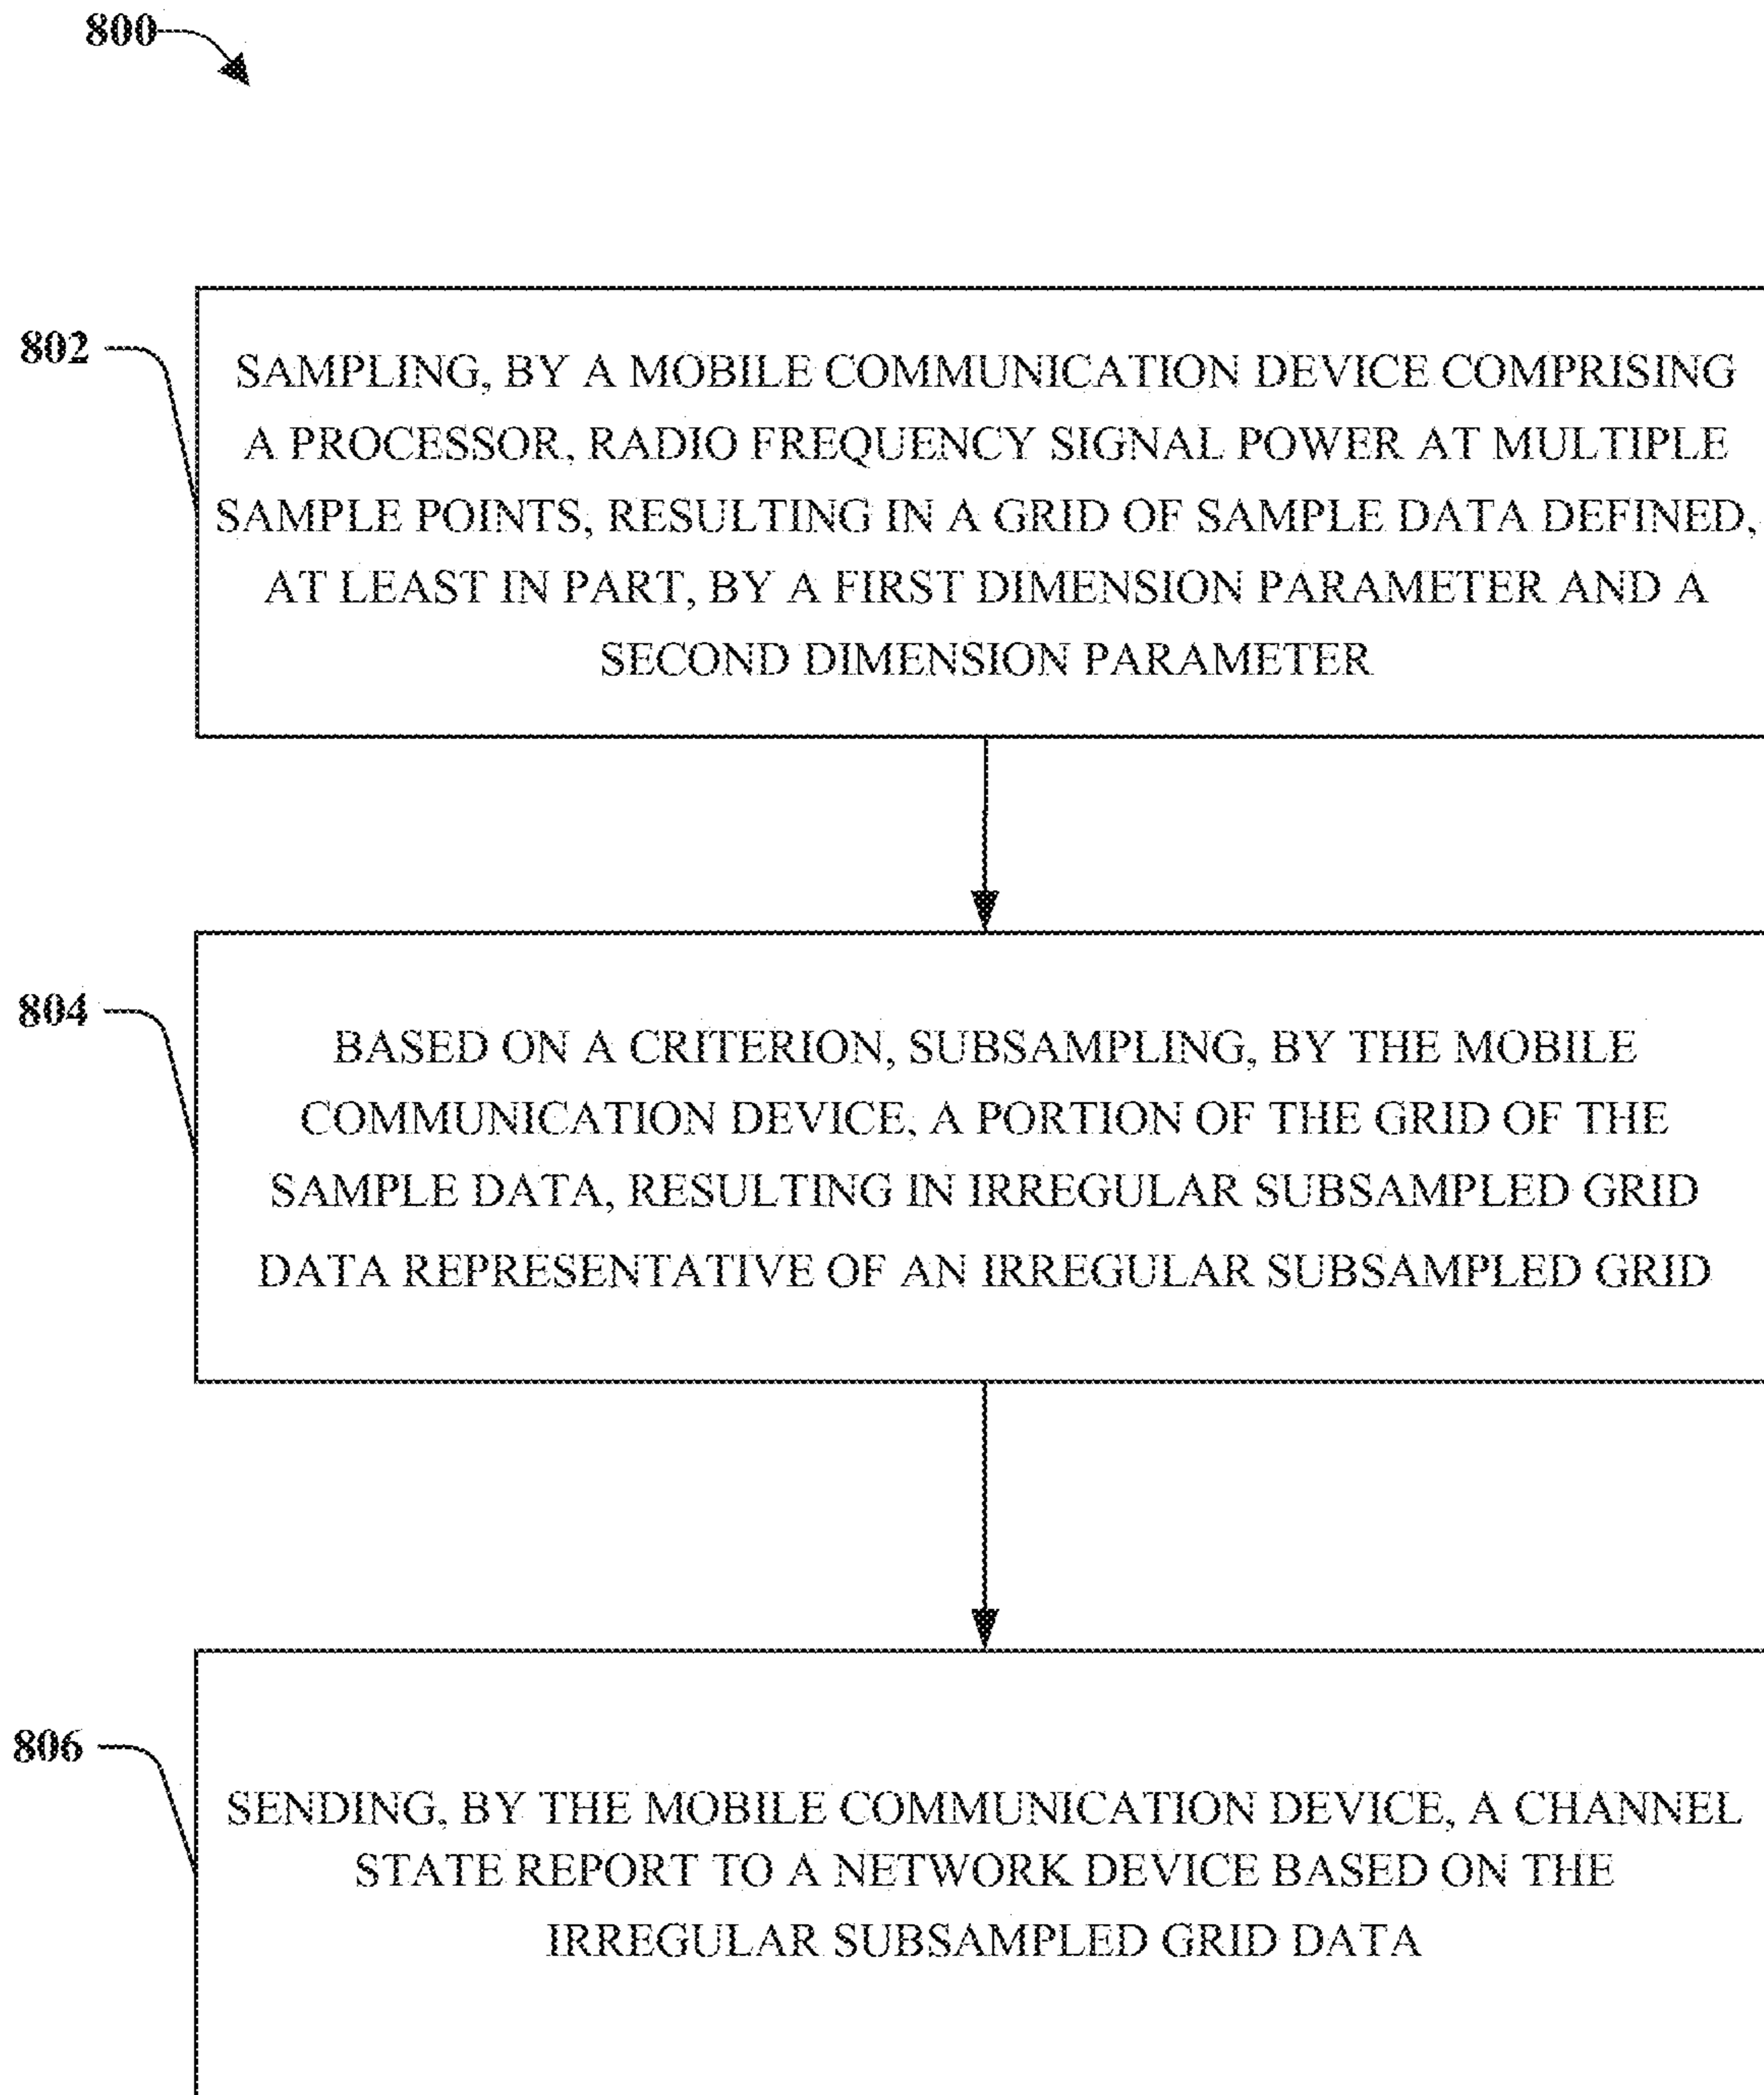 800
802
SAMPLING, BY A MOBILE COMMUNICATION DEVICE COMPRISING
A PROCESSOR, RADIO FREQUENCY SIGNAL POWER AT MULTIPLE
SAMPLE POINTS, RESULTING IN A GRID OF SAMPLE DATA DEFINED,
AT LEAST IN PART, BY A FIRST DIMENSION PARAMETER AND A
SECOND DIMENSION PARAMETER
804
BASED ON A CRITERION, SUBSAMPLING, BY THE MOBILE
COMMUNICATION DEVICE, A PORTION OF THE GRID OF THE
SAMPLE DATA, RESULTING IN IRREGULAR SUBSAMPLED GRID
DATA REPRESENTATIVE OF AN IRREGULAR SUBSAMPLED GRID
806
SENDING, BY THE MOBILE COMMUNICATION DEVICE, A CHANNEL
STATE REPORT TO A NETWORK DEVICE BASED ON THE
IRREGULAR SUBSAMPLED GRID DATA